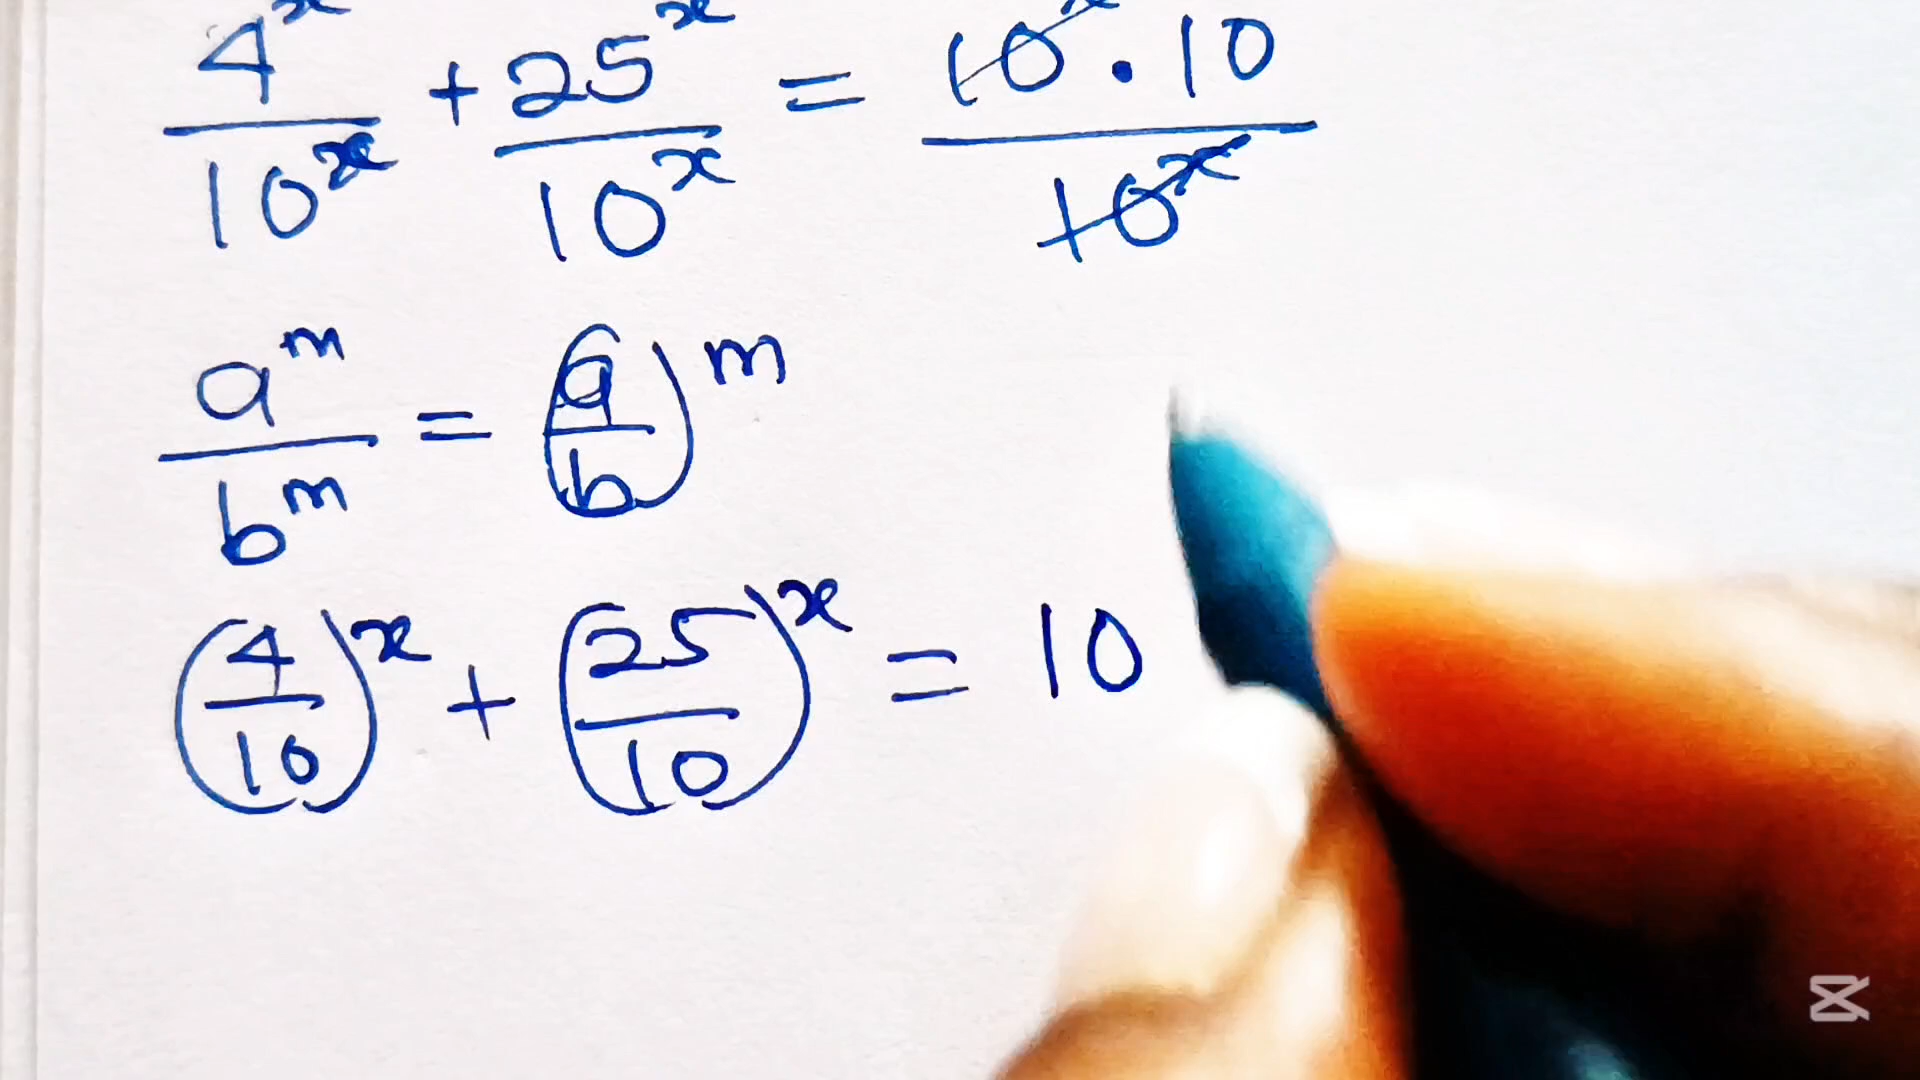 4^x/10^x + 25^x/10^x = 10^x · 10/10^x
a^m/b^m = (a/b)^m
(4/10)^x + (25/10)^x = 10